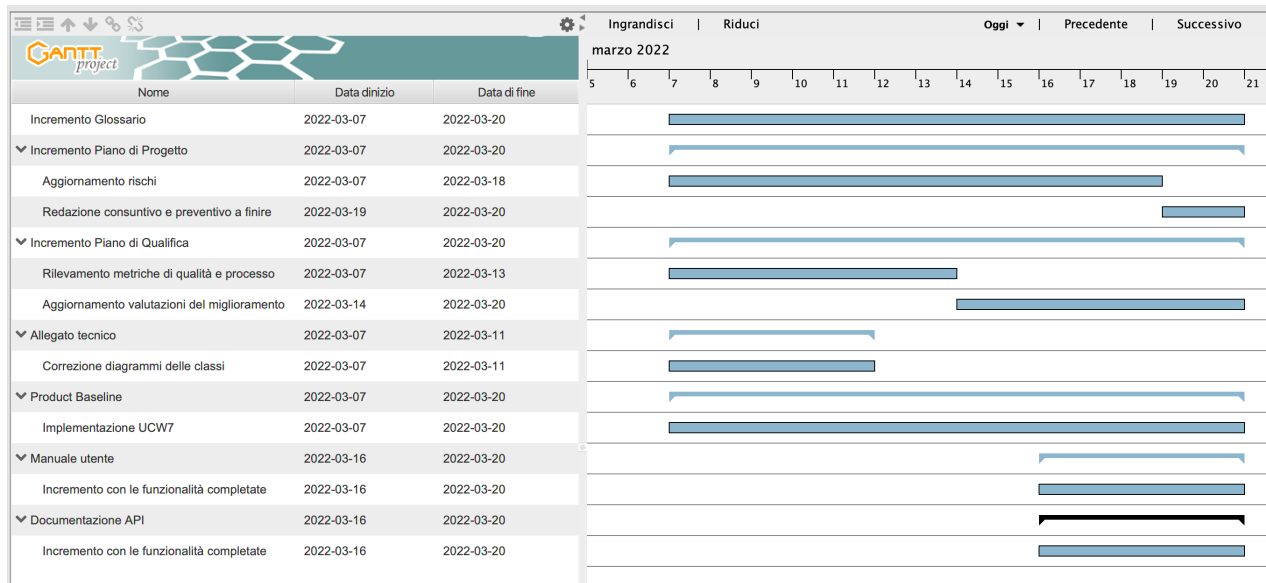 Ingrandisci | Riduci Oggi | Precedente | Successivo
GANTT project
marzo 2022
Nome Data dinizio Data di fine
5 6 7 8 9 10 11 12 13 14 15 16 17 18 19 20 21
Incremento Glossario 2022-03-07 2022-03-20
Incremento Piano di Progetto 2022-03-07 2022-03-20
Aggiornamento rischi 2022-03-07 2022-03-18
Redazione consuntivo e preventivo a finire 2022-03-19 2022-03-20
Incremento Piano di Qualifica 2022-03-07 2022-03-20
Rilevamento metriche di qualità e processo 2022-03-07 2022-03-13
Aggiornamento valutazioni del miglioramento 2022-03-14 2022-03-20
Allegato tecnico 2022-03-07 2022-03-11
Correzione diagrammi delle classi 2022-03-07 2022-03-11
Product Baseline 2022-03-07 2022-03-20
Implementazione UCW7 2022-03-07 2022-03-20
Manuale utente 2022-03-16 2022-03-20
Incremento con le funzionalità completate 2022-03-16 2022-03-20
Documentazione API 2022-03-16 2022-03-20
Incremento con le funzionalità completate 2022-03-16 2022-03-20